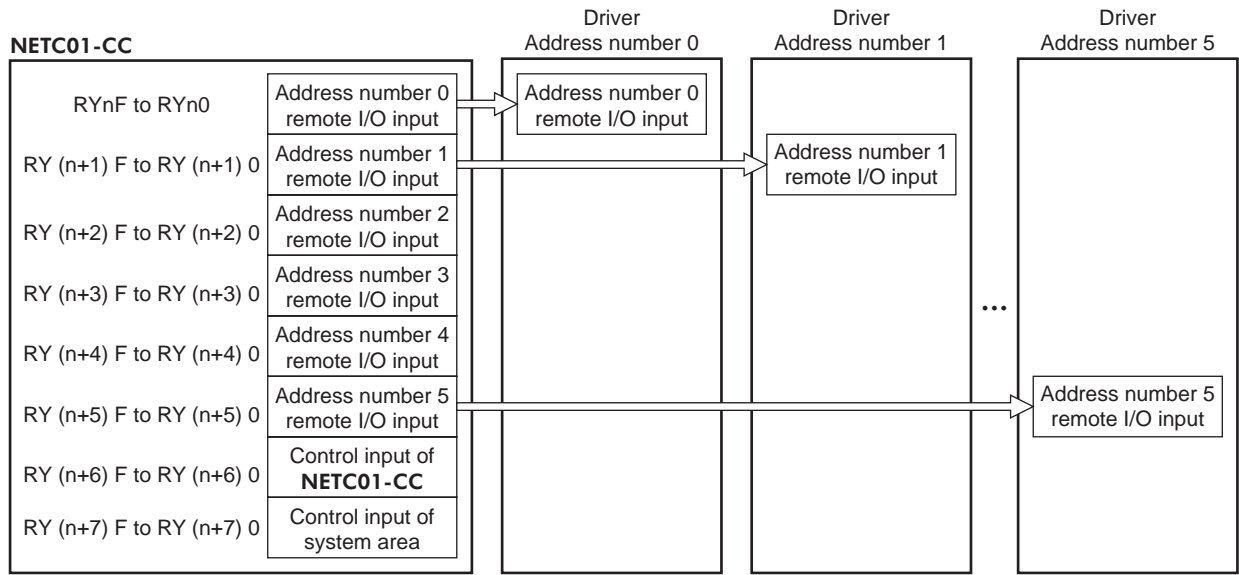 Driver
Address number 0
Driver
Address number 1
Driver
Address number 5
NETC01-CC
RYnF to RYn0
Address number 0
remote I/O input
Address number 0
remote I/O input
RY (n+1) F to RY (n+1) 0
Address number 1
remote I/O input
Address number 1
remote I/O input
RY (n+2) F to RY (n+2) 0
Address number 2
remote I/O input
RY (n+3) F to RY (n+3) 0
Address number 3
remote I/O input
...
RY (n+4) F to RY (n+4) 0
Address number 4
remote I/O input
RY (n+5) F to RY (n+5) 0
Address number 5
remote I/O input
Address number 5
remote I/O input
RY (n+6) F to RY (n+6) 0
Control input of
NETC01-CC
RY (n+7) F to RY (n+7) 0
Control input of
system area